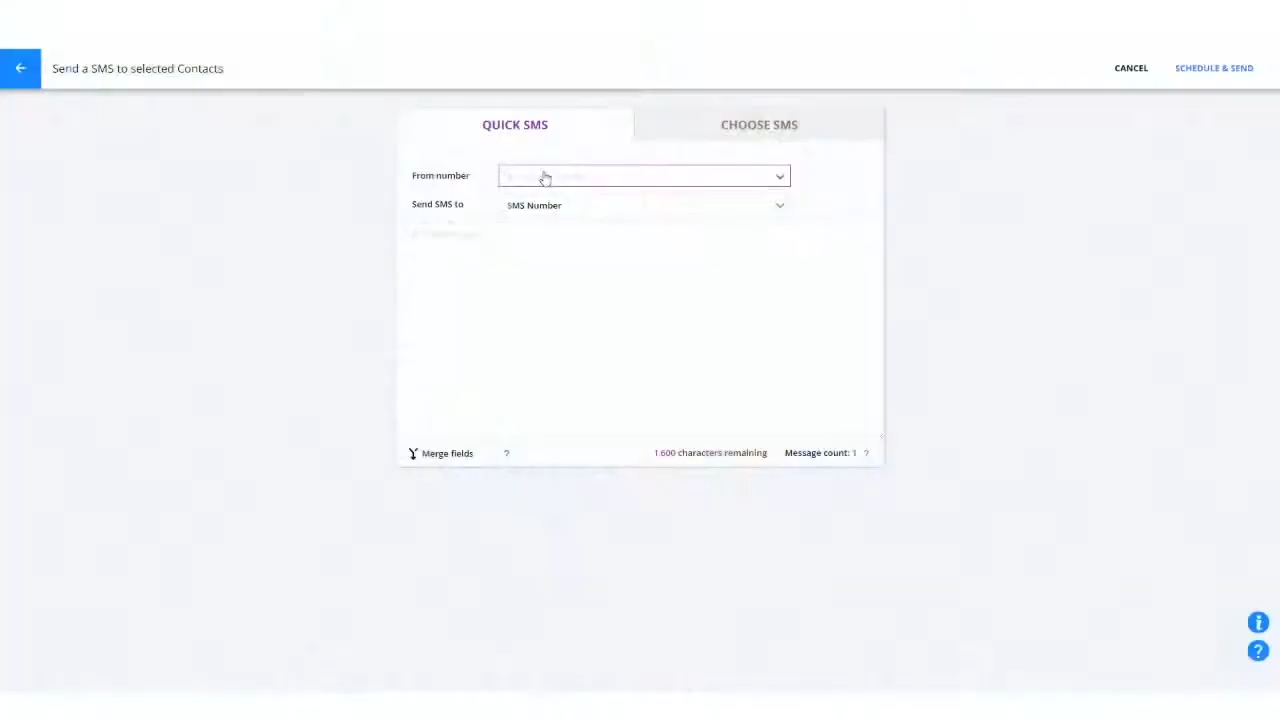 Send a SMS to selected Contacts
CANCEL
SCHEDULE & SEND
QUICK SMS
CHOOSE SMS
From number
Send SMS to
SMS Number
Merge fields
?
1.600 characters remaining
Message count: 1
?
i
?